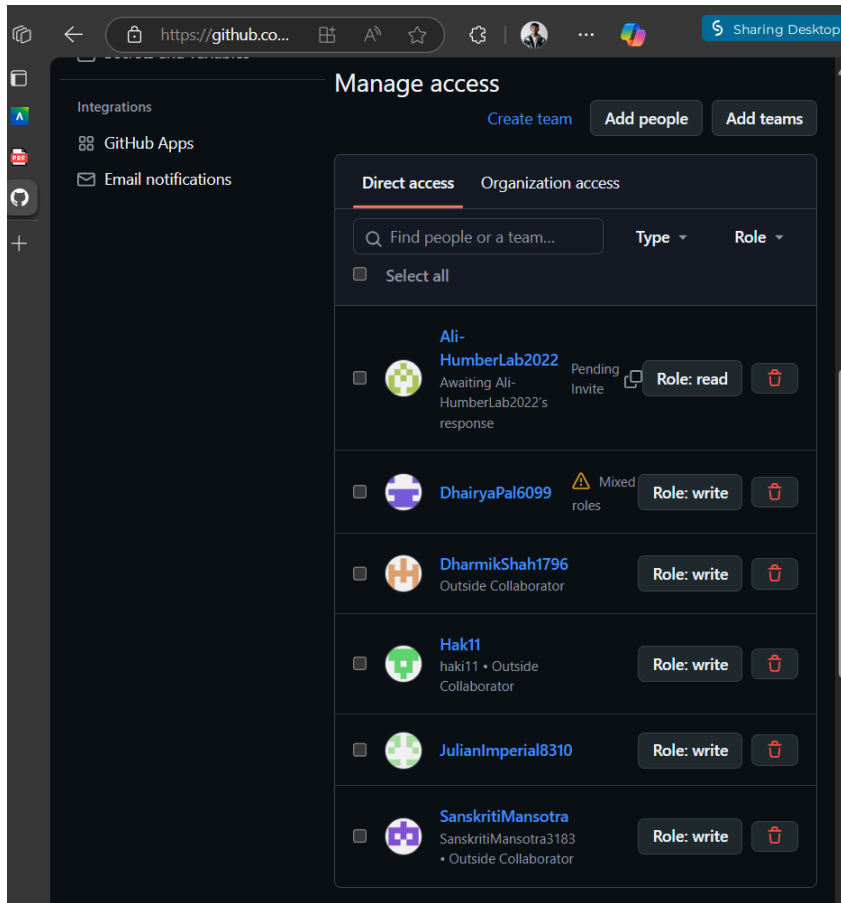 https://github.co...
Sharing Desktop
Integrations
GitHub Apps
Email notifications
Manage access
Create team
Add people
Add teams
Direct access
Organization access
Find people or a team...
Type
Role
Select all
Ali-
HumberLab2022
Awaiting Ali-
HumberLab2022's
response
Pending
Invite
Role: read
DhairyaPal6099
Mixed
roles
Role: write
DharmikShah1796
Outside Collaborator
Role: write
Hak11
haki11 • Outside
Collaborator
Role: write
JulianImperial8310
Role: write
SanskritiMansotra
SanskritiMansotra3183
• Outside Collaborator
Role: write